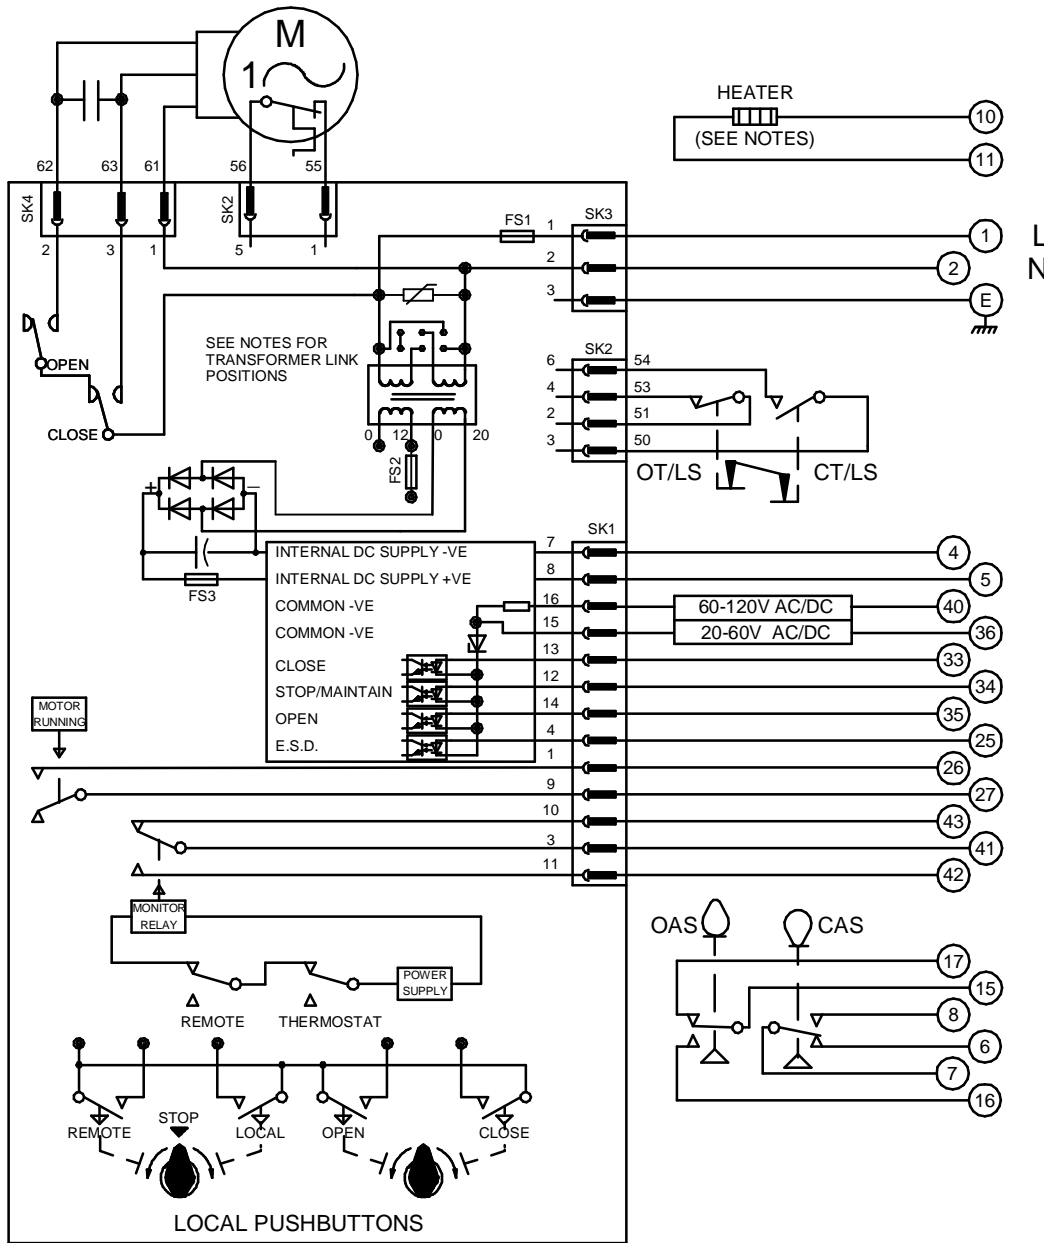 M
1
HEATER
(SEE NOTES)
10
11
62
63
61
56
55
SK4
SK2
2
3
1
5
1
FS1
SK3
1
2
3
1
2
E
L
N
OPEN
CLOSE
SEE NOTES FOR
TRANSFORMER LINK
POSITIONS
0
12
0
20
FS2
SK2
6
4
2
3
54
53
51
50
OT/LS
CT/LS
+
–
FS3
SK1
INTERNAL DC SUPPLY -VE
7
4
INTERNAL DC SUPPLY +VE
8
5
COMMON -VE
16
60-120V AC/DC
40
COMMON -VE
15
20-60V AC/DC
36
CLOSE
13
33
STOP/MAINTAIN
12
34
OPEN
14
35
E.S.D.
4
25
MOTOR
RUNNING
1
26
9
27
10
43
3
41
11
42
MONITOR
RELAY
POWER
SUPPLY
REMOTE
THERMOSTAT
OAS
CAS
17
15
8
6
7
16
REMOTE
STOP
LOCAL
OPEN
CLOSE
LOCAL PUSHBUTTONS